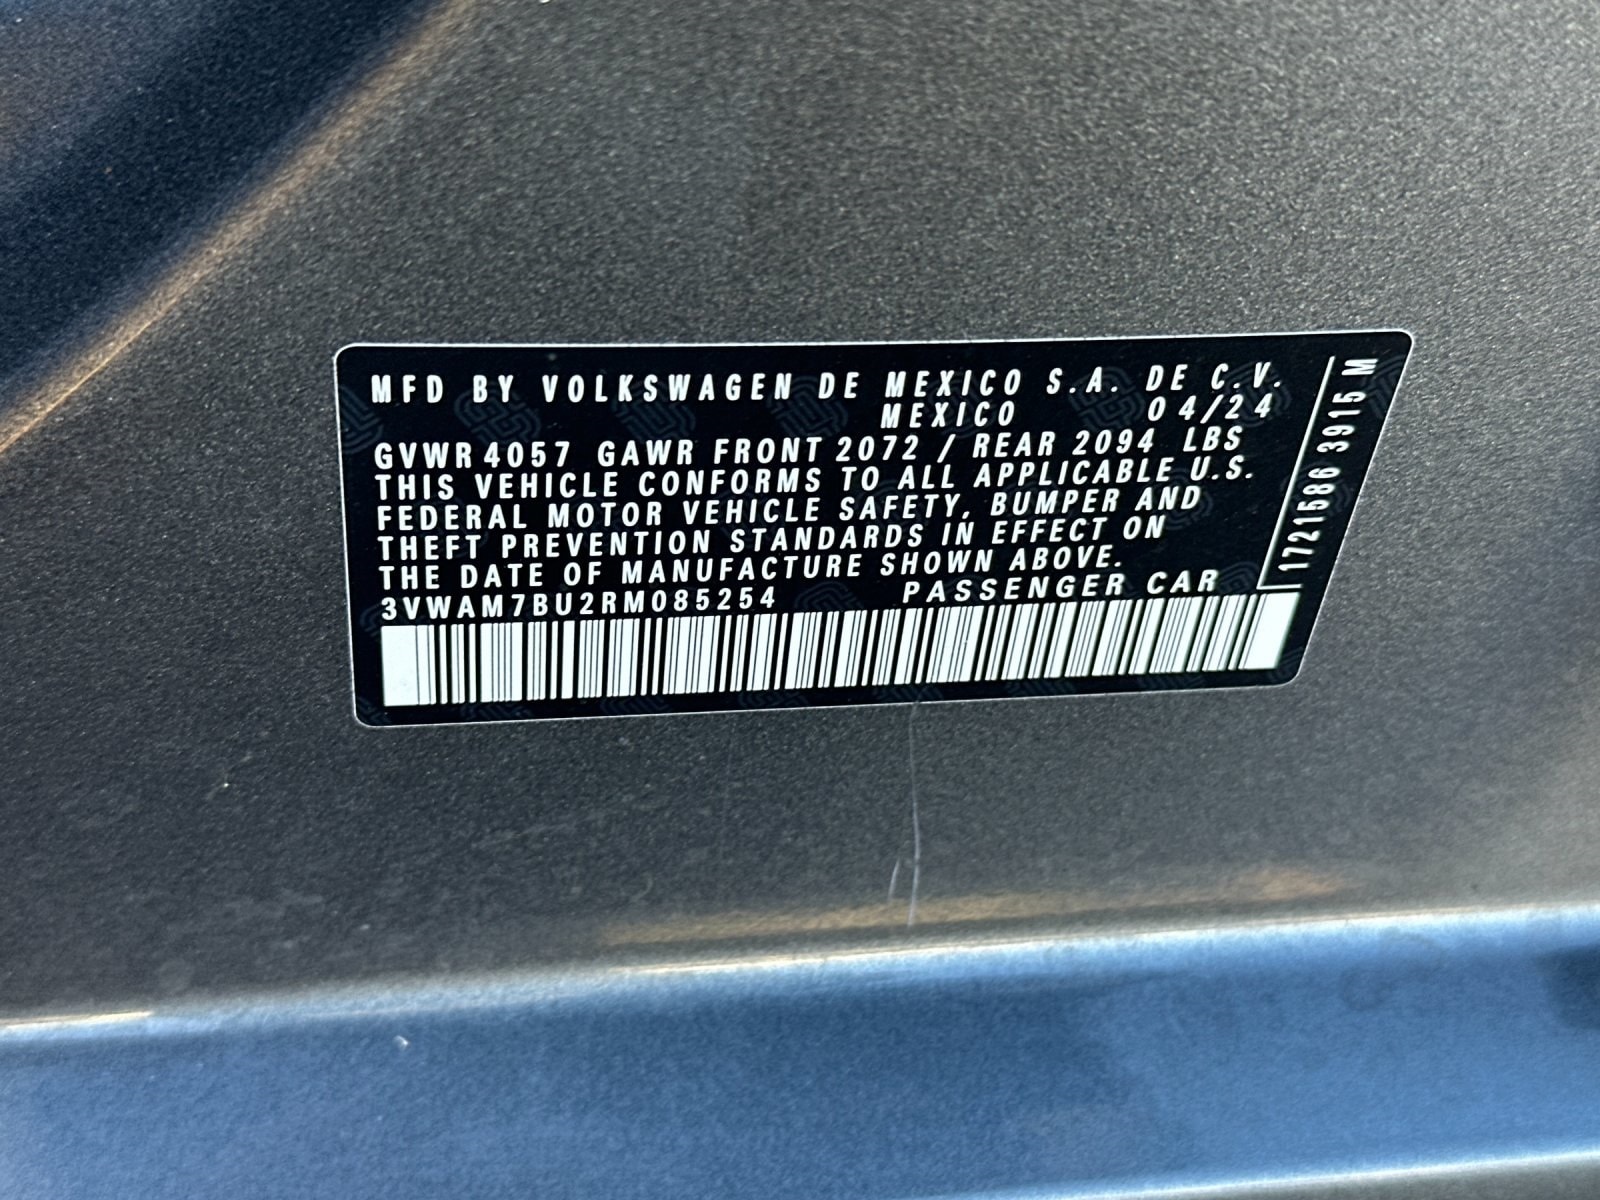 MFD BY VOLKSWAGEN DE MEXICO S.A. DE C.V.
MEXICO 04/24
GVWR 4057 GAWR FRONT 2072 / REAR 2094 LBS
THIS VEHICLE CONFORMS TO ALL APPLICABLE U.S.
FEDERAL MOTOR VEHICLE SAFETY, BUMPER AND
THEFT PREVENTION STANDARDS IN EFFECT ON
THE DATE OF MANUFACTURE SHOWN ABOVE.
3VWAM7BU2RM085254 PASSENGER CAR
1721586 3915 M